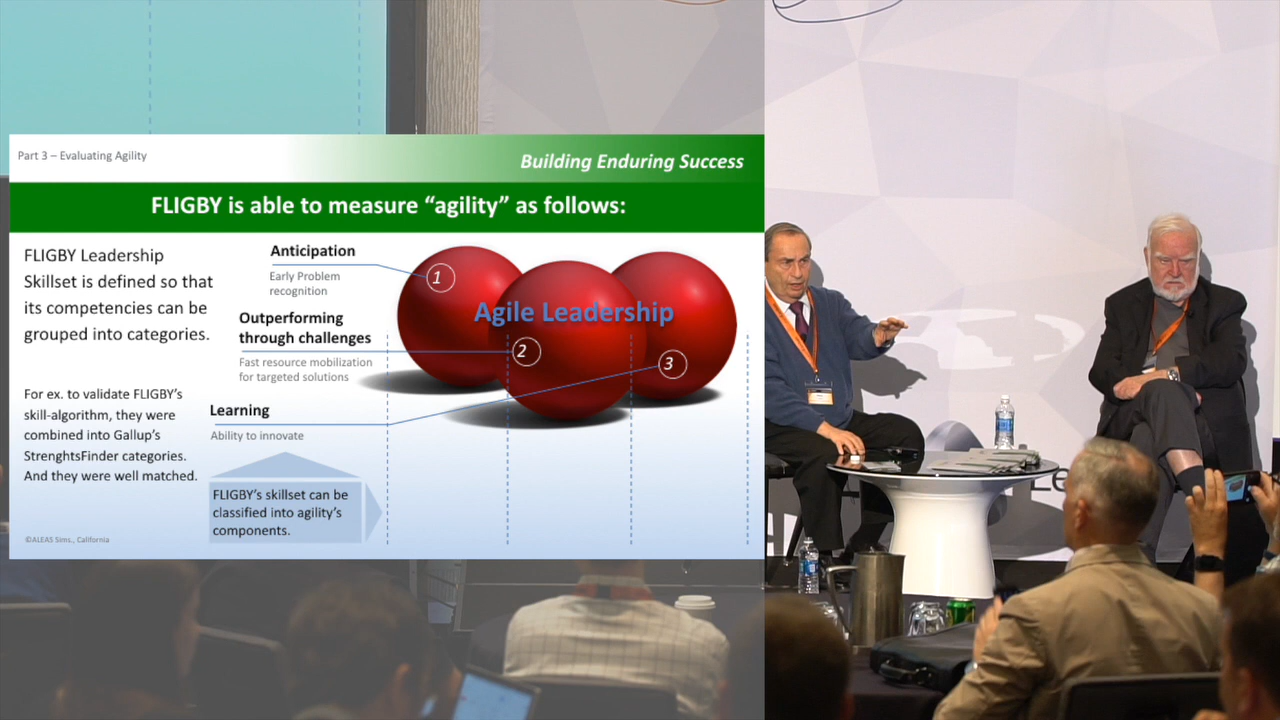 Part 3 – Evaluating Agility
Building Enduring Success
FLIGBY is able to measure “agility” as follows:
FLIGBY Leadership
Skillset is defined so that
its competencies can be
grouped into categories.
For ex. to validate FLIGBY’s
skill-algorithm, they were
combined into Gallup’s
StrenghtsFinder categories.
And they were well matched.
Anticipation
Early Problem
recognition
Outperforming
through challenges
Fast resource mobilization
for targeted solutions
Learning
Ability to innovate
FLIGBY’s skillset can be
classified into agility’s
components.
1
Agile Leadership
2
3
©ALEAS Sims., California
Le